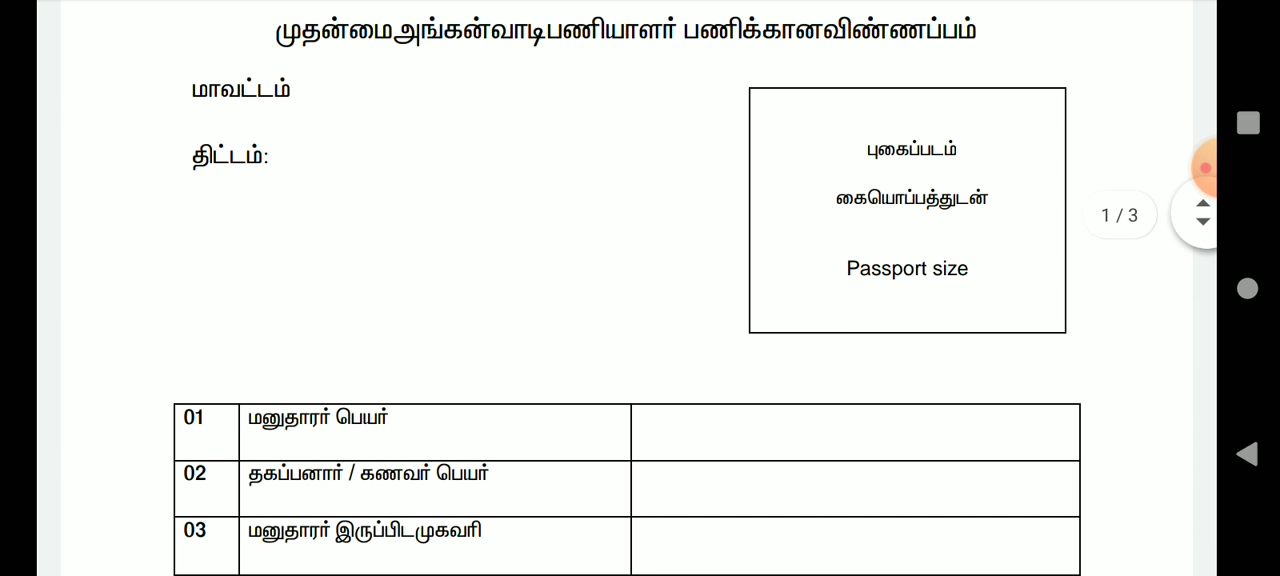 முதன்மைஅங்கன்வாடிபணியாளர் பணிக்கானவிண்ணப்பம்
மாவட்டம்
திட்டம்:
புகைப்படம்
கையொப்பத்துடன்
Passport size
1 / 3
01 மனுதாரர் பெயர்
02 தகப்பனார் / கணவர் பெயர்
03 மனுதாரர் இருப்பிடமுகவரி